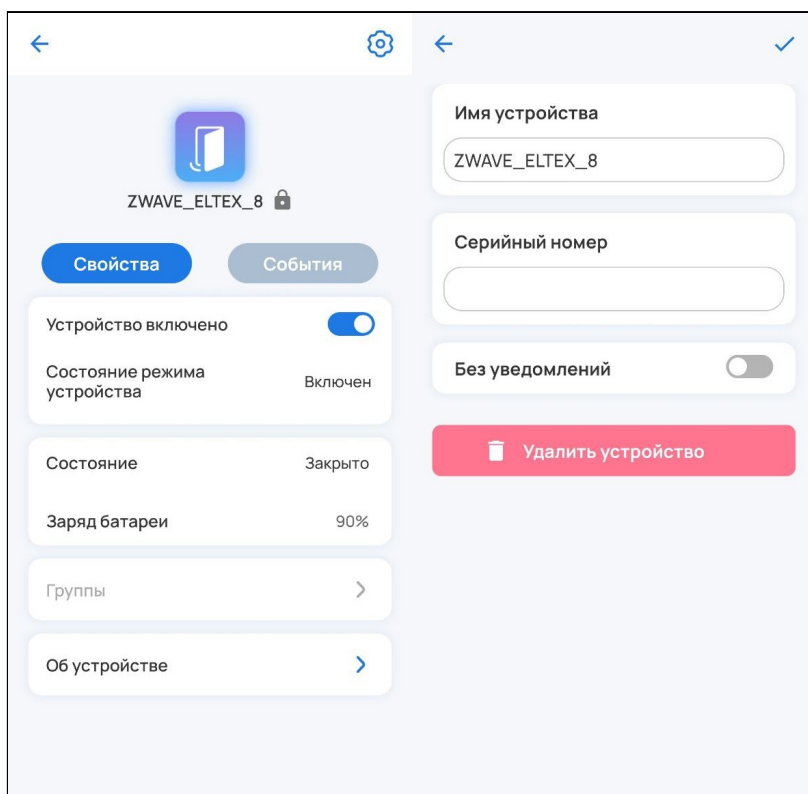 ZWAVE_ELTEX_8
Свойства
События
Устройство включено
Состояние режима
устройства
Включен
Состояние
Закрыто
Заряд батареи
90%
Группы
Об устройстве
Имя устройства
ZWAVE_ELTEX_8
Серийный номер
Без уведомлений
Удалить устройство